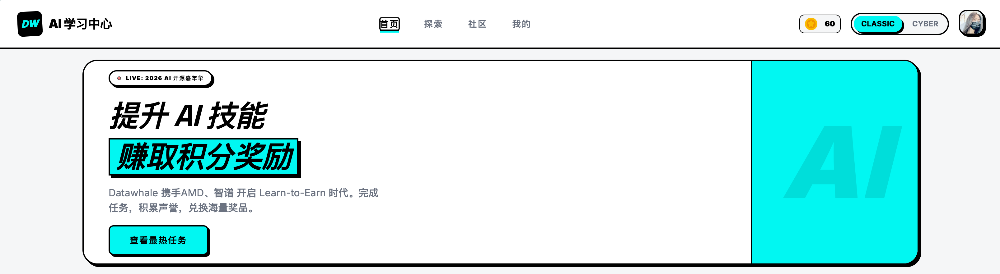 DW
AI 学习中心
首页
探索
社区
我的
60
CLASSIC
CYBER
LIVE: 2026 AI 开源嘉年华
提升 AI 技能
赚取积分奖励
Datawhale 携手AMD、智谱 开启 Learn-to-Earn 时代。完成
任务，积累声誉，兑换海量奖品。
查看最热任务
AI